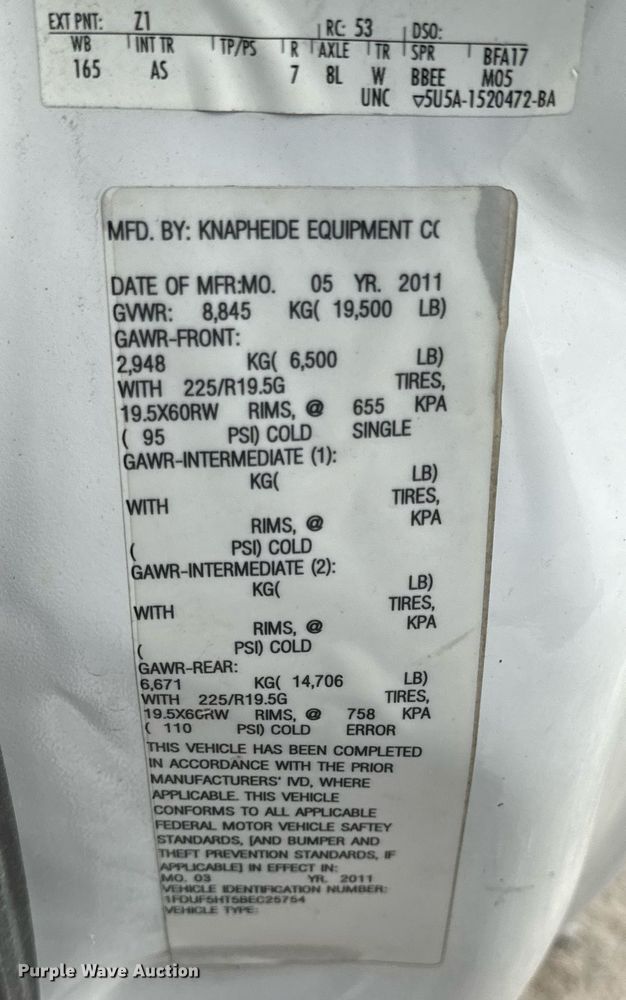 EXT PNT: Z1 RC: 53 DSO:
WB INT TR TP/PS R AXLE TR SPR BFA17
165 AS 7 8L W BBEE M05
UNC ▽5U5A-1520472-BA
MFD. BY: KNAPHEIDE EQUIPMENT CO
DATE OF MFR:MO. 05 YR. 2011
GVWR: 8,845 KG( 19,500 LB)
GAWR-FRONT:
2,948 KG( 6,500 LB)
WITH 225/R19.5G TIRES,
19.5X60RW RIMS, @ 655 KPA
( 95 PSI) COLD SINGLE
GAWR-INTERMEDIATE (1):
KG( LB)
WITH TIRES,
RIMS, @ KPA
( PSI) COLD
GAWR-INTERMEDIATE (2):
KG( LB)
WITH TIRES,
RIMS, @ KPA
( PSI) COLD
GAWR-REAR:
6,671 KG( 14,706 LB)
WITH 225/R19.5G TIRES,
19.5X60RW RIMS, @ 758 KPA
( 110 PSI) COLD ERROR
THIS VEHICLE HAS BEEN COMPLETED
IN ACCORDANCE WITH THE PRIOR
MANUFACTURERS' IVD, WHERE
APPLICABLE. THIS VEHICLE
CONFORMS TO ALL APPLICABLE
FEDERAL MOTOR VEHICLE SAFTEY
STANDARDS, [AND BUMPER AND
THEFT PREVENTION STANDARDS, IF
APPLICABLE] IN EFFECT IN:
MO. 03 YR. 2011
VEHICLE IDENTIFICATION NUMBER:
1FDUF5HT5BEC25754
VEHICLE TYPE:
Purple Wave Auction